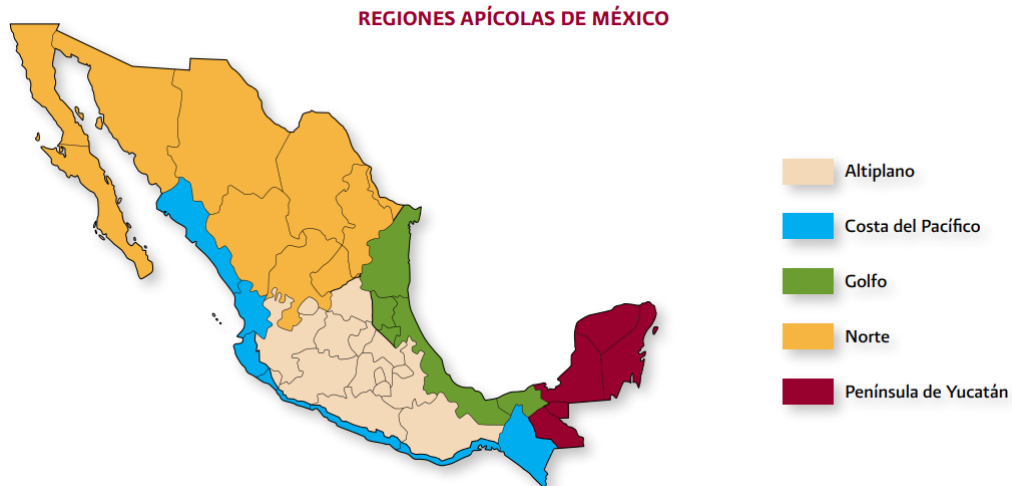 REGIONES APÍCOLAS DE MÉXICO
Altiplano
Costa del Pacífico
Golfo
Norte
Península de Yucatán